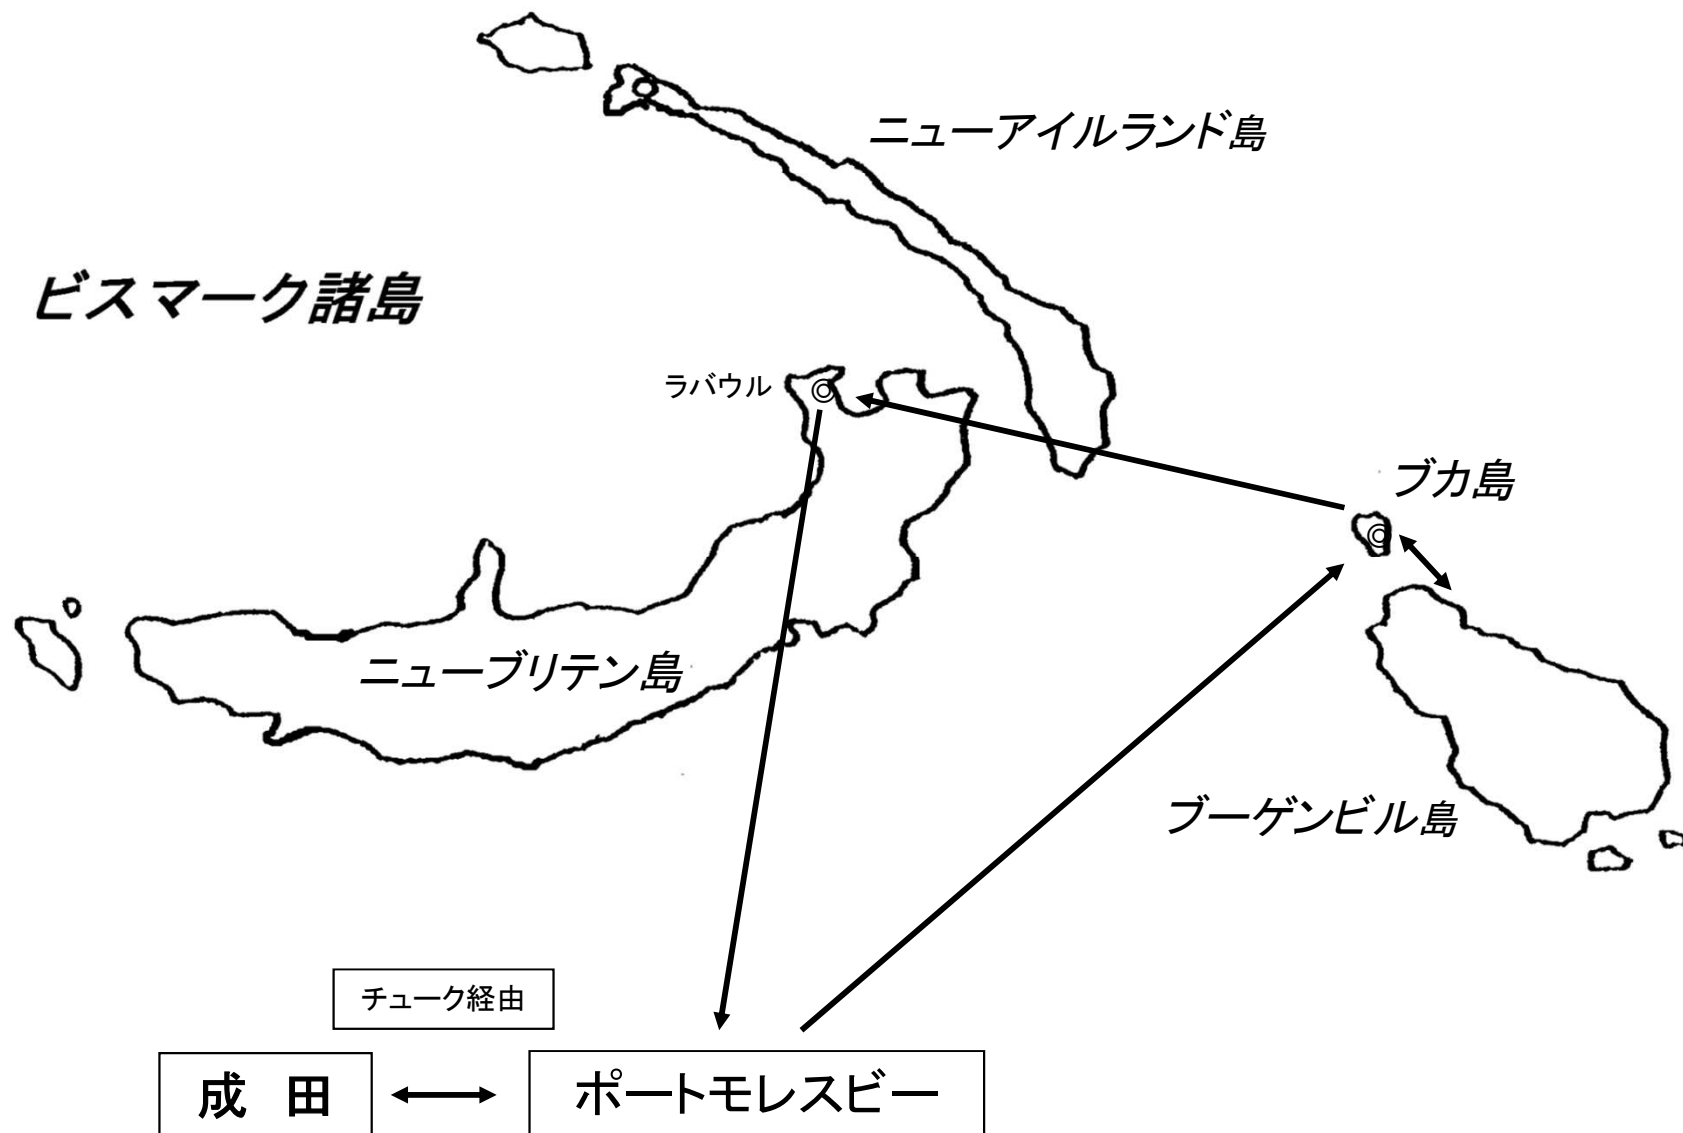 ニューアイルランド島
ビスマーク諸島
ラバウル
ブカ島
ニューブリテン島
ブーゲンビル島
チューク経由
成　田
ポートモレスビー